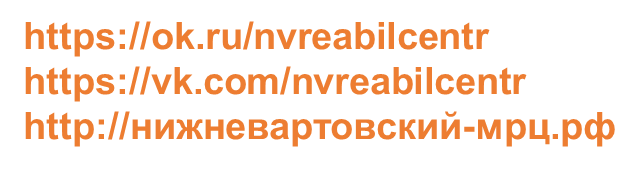 https://ok.ru/nvreabilcentr
https://vk.com/nvreabilcentr
http://нижневартовский-мрц.рф